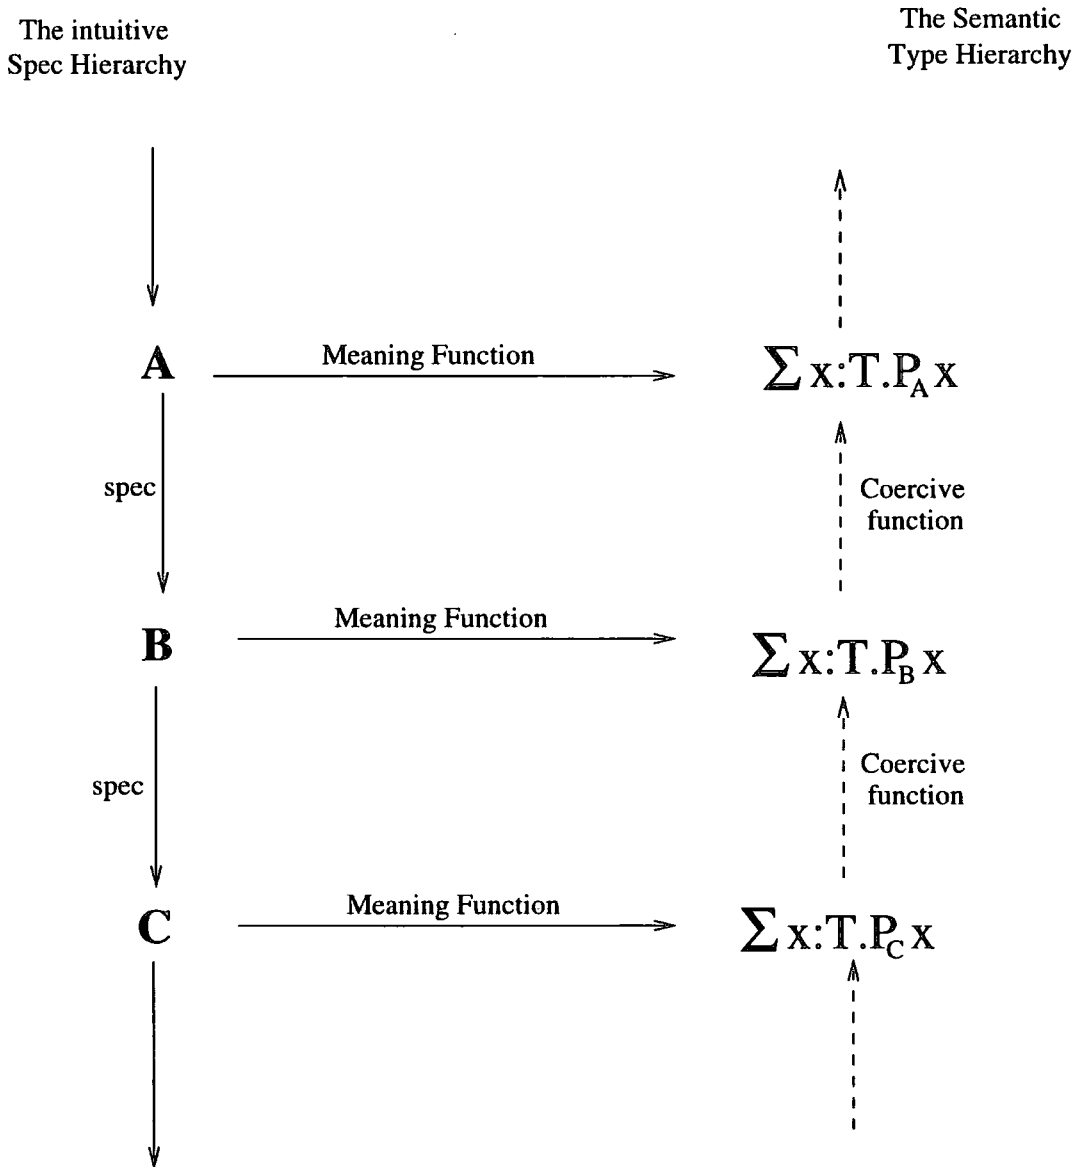 The intuitive
Spec Hierarchy
The Semantic
Type Hierarchy
A
Meaning Function
∑ x:T.P_A x
spec
Coercive
function
B
Meaning Function
∑ x:T.P_B x
spec
Coercive
function
C
Meaning Function
∑ x:T.P_C x